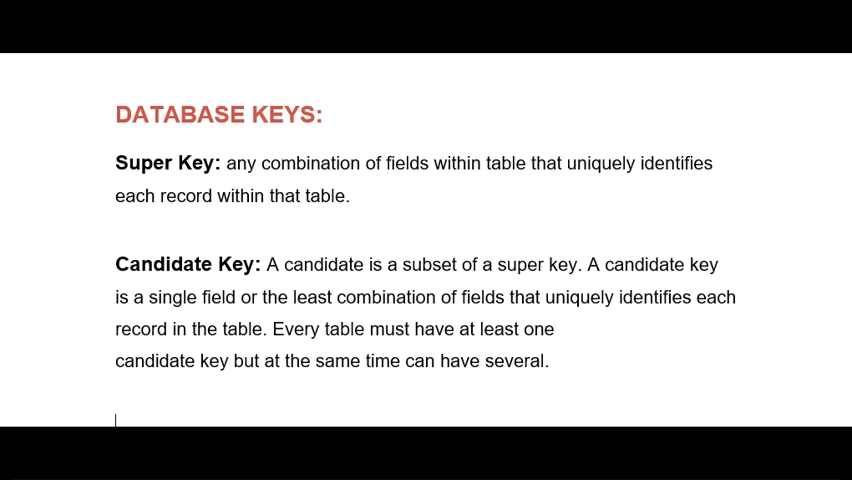 DATABASE KEYS:
Super Key: any combination of fields within table that uniquely identifies
each record within that table.
Candidate Key: A candidate is a subset of a super key. A candidate key
is a single field or the least combination of fields that uniquely identifies each
record in the table. Every table must have at least one
candidate key but at the same time can have several.